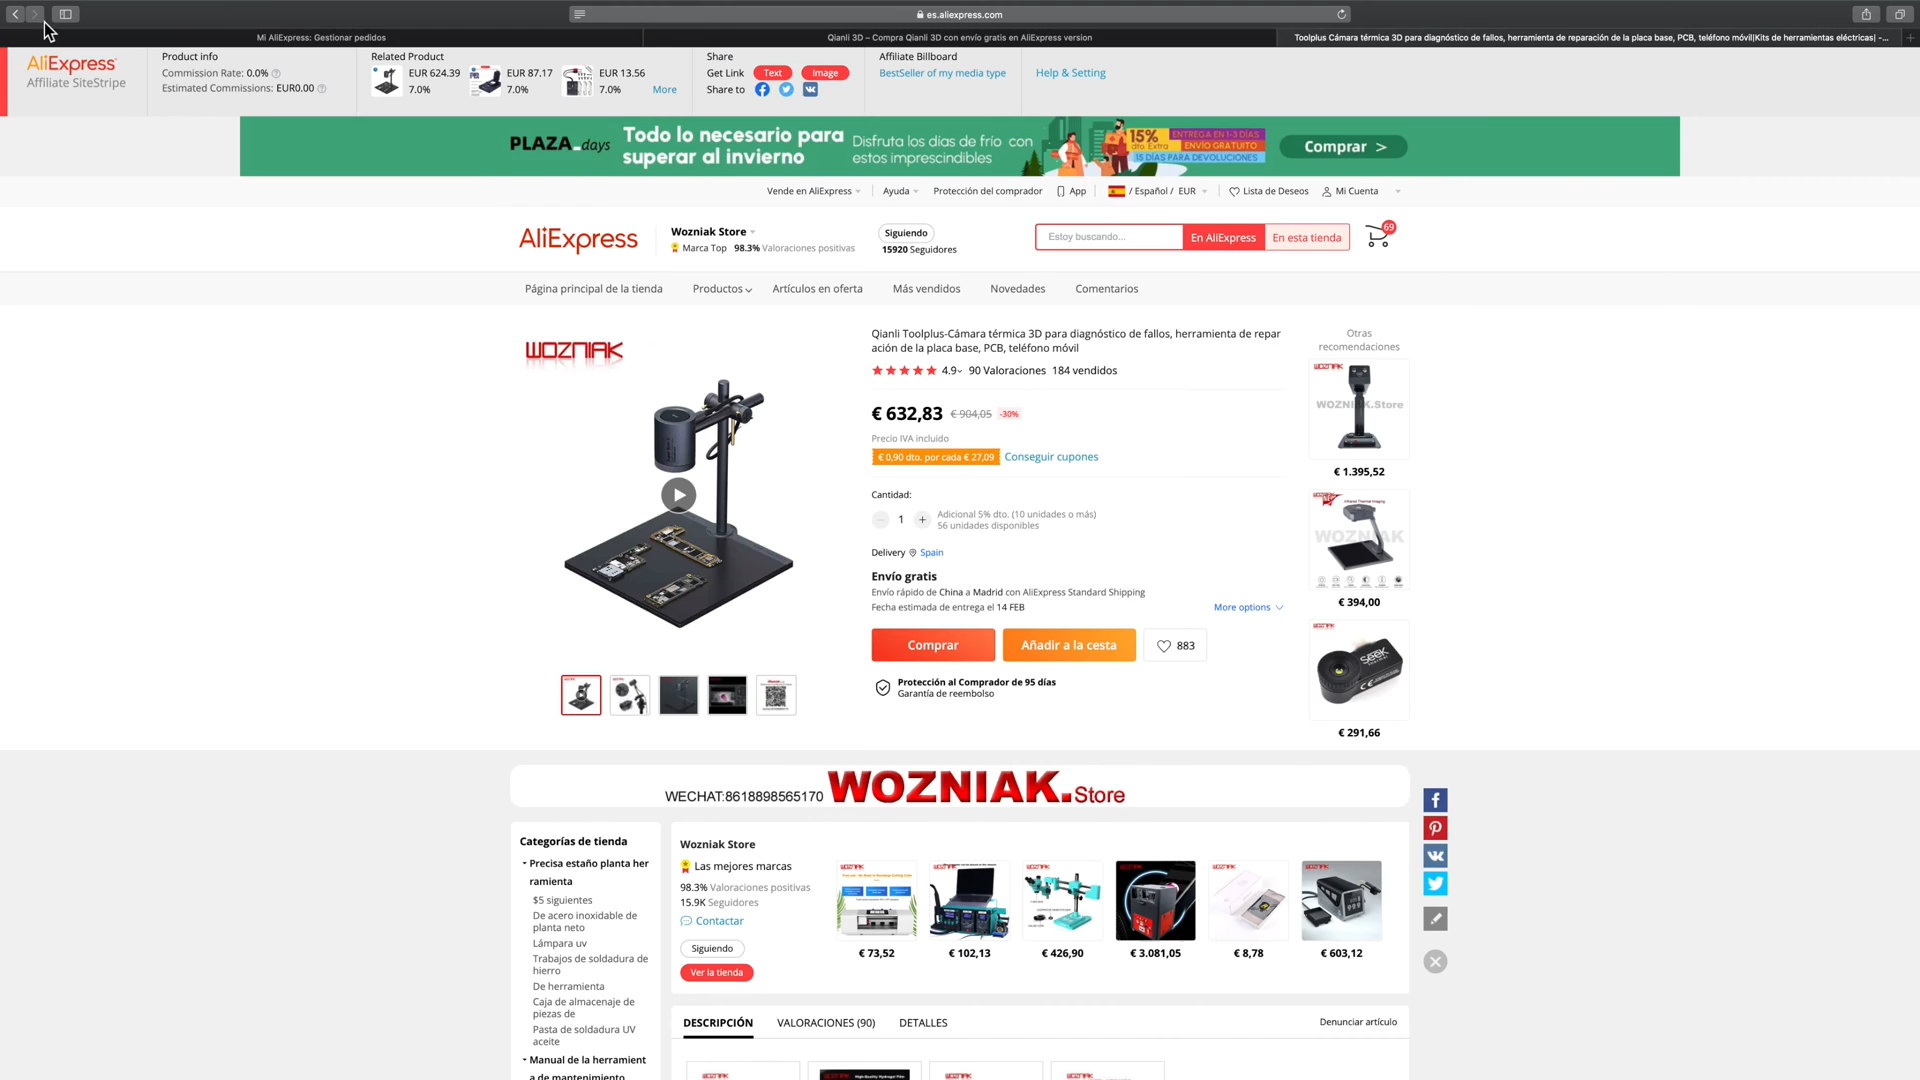 es.aliexpress.com
Mi AliExpress: Gestionar pedidos
Qianli 3D – Compra Qianli 3D con envío gratis en AliExpress version
Toolplus Cámara térmica 3D para diagnóstico de fallos, herramienta de reparación de la placa base, PCB, teléfono móvil|Kits de herramientas eléctricas| -...
AliExpress
Affiliate SiteStripe
Product info
Commission Rate: 0.0%
Estimated Commissions: EUR0.00
Related Product
EUR 624.39
7.0%
EUR 87.17
7.0%
EUR 13.56
7.0%
More
Share
Get Link Text Image
Share to
Affiliate Billboard
BestSeller of my media type
Help & Setting
PLAZA_days
Todo lo necesario para
superar al invierno
Disfruta los días de frío con
estos imprescindibles
15%
dto Extra
ENTREGA EN 1-3 DÍAS
ENVÍO GRATUITO
15 DÍAS PARA DEVOLUCIONES
Comprar >
Vende en AliExpress
Ayuda
Protección del comprador
App
/ Español / EUR
Lista de Deseos
Mi Cuenta
AliExpress
Wozniak Store
Marca Top 98.3% Valoraciones positivas
Siguiendo
15920 Seguidores
Estoy buscando...
En AliExpress
En esta tienda
69
Página principal de la tienda
Productos
Artículos en oferta
Más vendidos
Novedades
Comentarios
WOZNIAK
Qianli Toolplus-Cámara térmica 3D para diagnóstico de fallos, herramienta de repar
ación de la placa base, PCB, teléfono móvil
4.9 90 Valoraciones 184 vendidos
€ 632,83 € 904,05 -30%
Precio IVA incluido
€ 0,90 dto. por cada € 27,09 Conseguir cupones
Cantidad:
1
Adicional 5% dto. (10 unidades o más)
56 unidades disponibles
Delivery Spain
Envío gratis
Envío rápido de China a Madrid con AliExpress Standard Shipping
Fecha estimada de entrega el 14 FEB
More options
Comprar
Añadir a la cesta
883
Protección al Comprador de 95 días
Garantía de reembolso
Otras
recomendaciones
WOZNIAK
WOZNIAK.Store
€ 1.395,52
Infrared Thermal Imaging
WOZNIAK
€ 394,00
WOZNIAK
Seek
€ 291,66
WECHAT:8618898565170 WOZNIAK.Store
Categorías de tienda
Precisa estaño planta her
ramienta
$5 siguientes
De acero inoxidable de
planta neto
Lámpara uv
Trabajos de soldadura de
hierro
De herramienta
Caja de almacenaje de
piezas de
Pasta de soldadura UV
aceite
Manual de la herramient
a de mantenimiento
Wozniak Store
Las mejores marcas
98.3% Valoraciones positivas
15.9K Seguidores
Contactar
Siguiendo
Ver la tienda
€ 73,52
€ 102,13
€ 426,90
€ 3.081,05
€ 8,78
€ 603,12
DESCRIPCIÓN
VALORACIONES (90)
DETALLES
Denunciar artículo